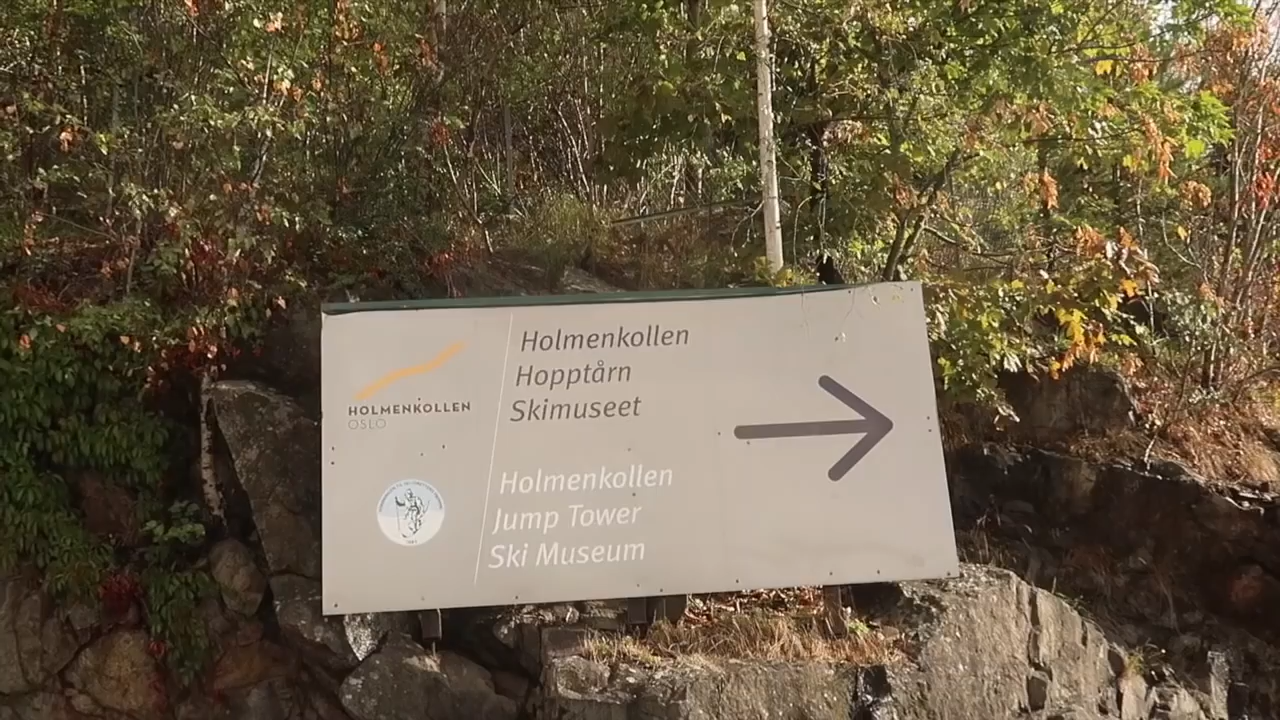 HOLMENKOLLEN
OSLO
Holmenkollen
Hopptårn
Skimuseet
Holmenkollen
Jump Tower
Ski Museum